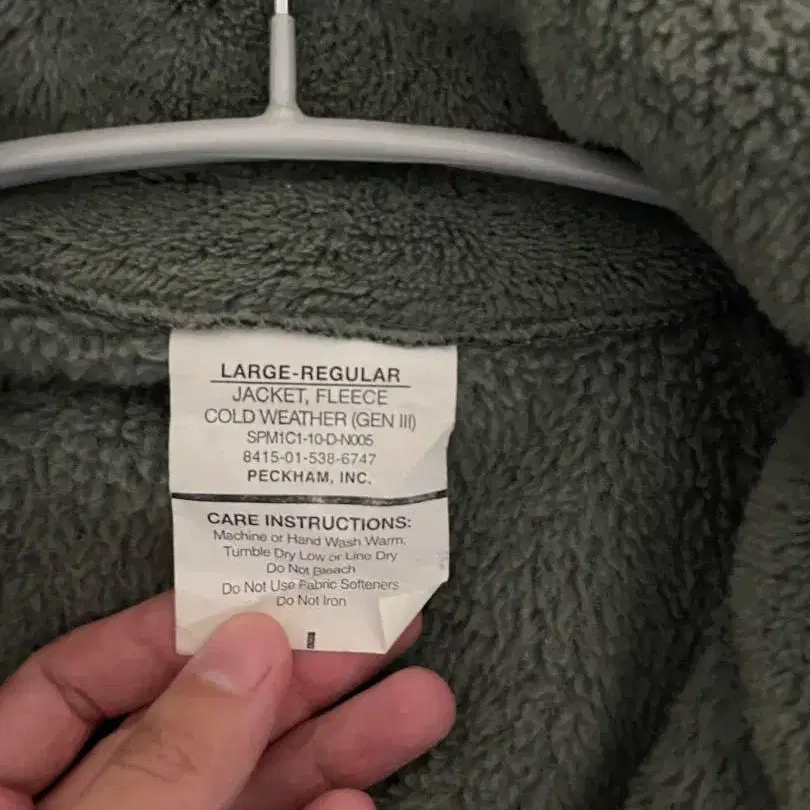 LARGE-REGULAR
JACKET, FLEECE
COLD WEATHER (GEN III)
SPM1C1-10-D-N005
8415-01-538-6747
PECKHAM, INC.
CARE INSTRUCTIONS:
Machine or Hand Wash Warm.
Tumble Dry Low or Line Dry
Do Not Bleach
Do Not Use Fabric Softeners
Do Not Iron